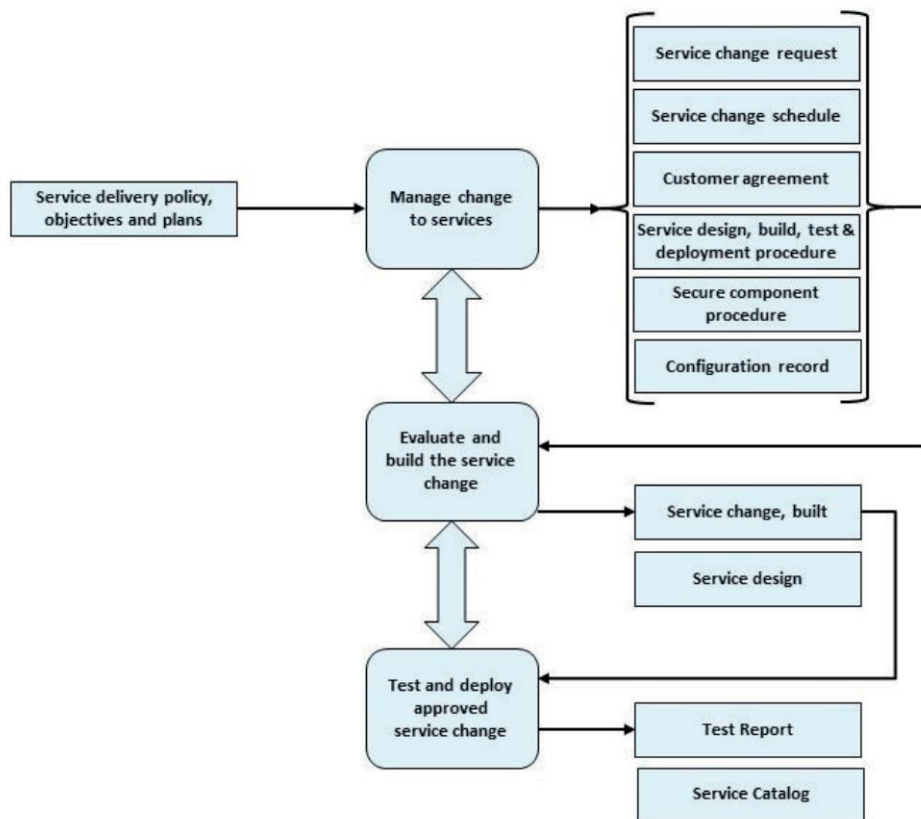 Service change request
Service change schedule
Customer agreement
Service delivery policy,
objectives and plans
Manage change
to services
Service design, build, test &
deployment procedure
Secure component
procedure
Configuration record
Evaluate and
build the service
change
Service change, built
Service design
Test and deploy
approved
service change
Test Report
Service Catalog